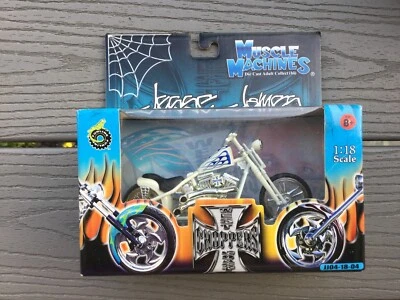 MUSCLE
MACHINES
Die Cast Adult Collectible
Jesse James
8+
1:18
Scale
CHOPPERS
1104-18-04